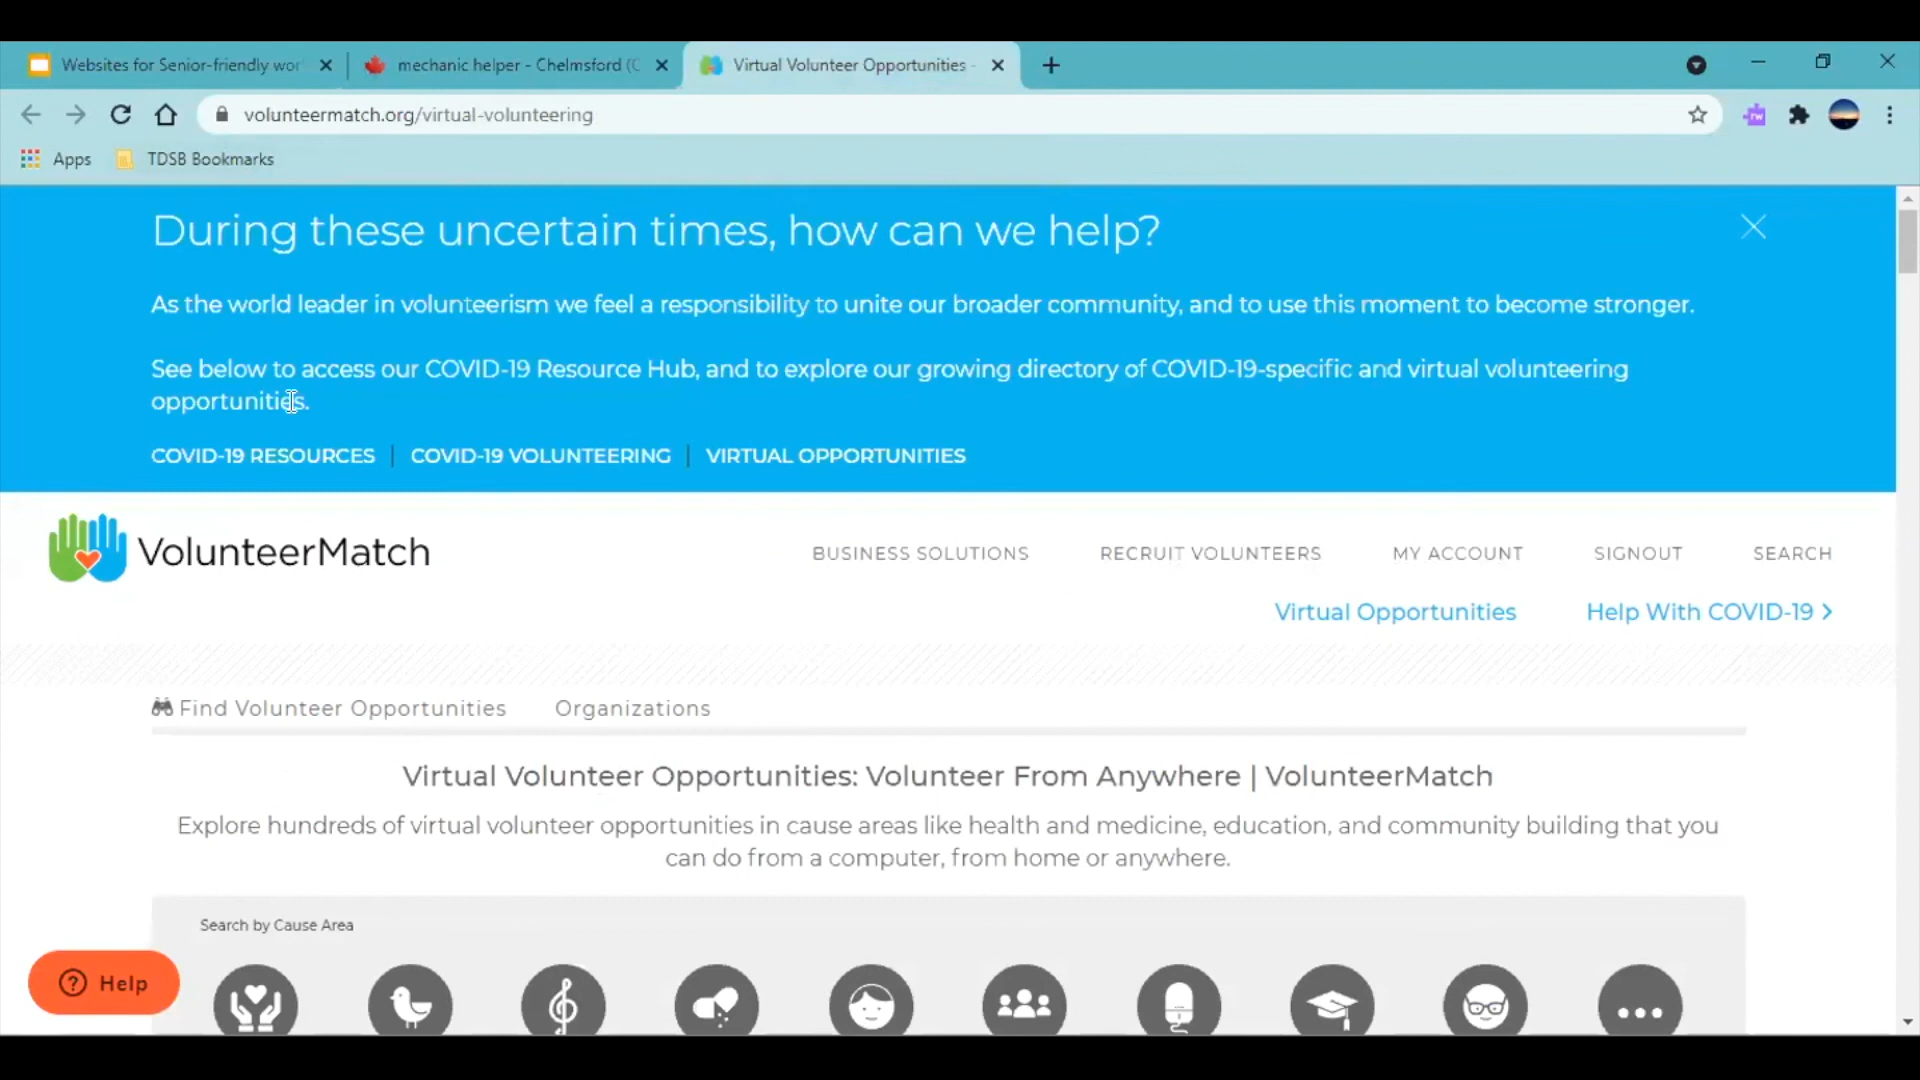 Websites for Senior-friendly wor
mechanic helper - Chelmsford (
Virtual Volunteer Opportunities -
volunteermatch.org/virtual-volunteering
rw
Apps
TDSB Bookmarks
During these uncertain times, how can we help?
As the world leader in volunteerism we feel a responsibility to unite our broader community, and to use this moment to become stronger.
See below to access our COVID-19 Resource Hub, and to explore our growing directory of COVID-19-specific and virtual volunteering
opportunities.
COVID-19 RESOURCES | COVID-19 VOLUNTEERING | VIRTUAL OPPORTUNITIES
VolunteerMatch
BUSINESS SOLUTIONS RECRUIT VOLUNTEERS MY ACCOUNT SIGNOUT SEARCH
Virtual Opportunities Help With COVID-19 >
Find Volunteer Opportunities Organizations
Virtual Volunteer Opportunities: Volunteer From Anywhere | VolunteerMatch
Explore hundreds of virtual volunteer opportunities in cause areas like health and medicine, education, and community building that you
can do from a computer, from home or anywhere.
Search by Cause Area
? Help